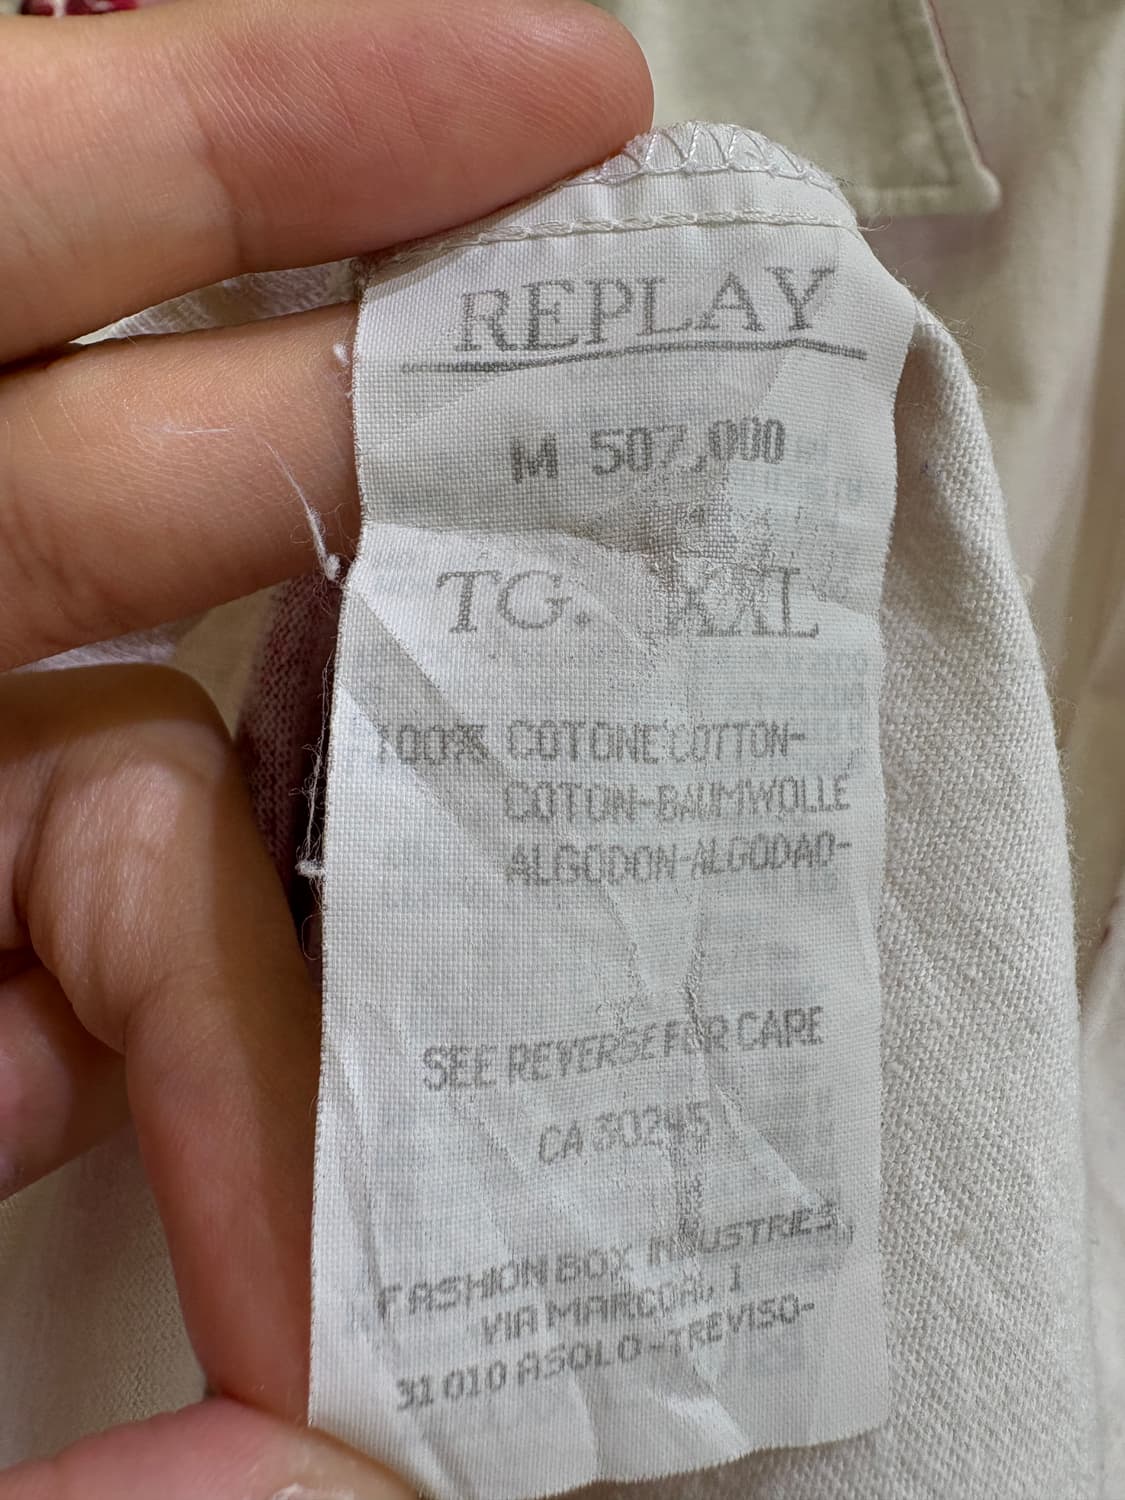 REPLAY
M 507,000
TG. XXL
100% COTONE COTTON-
COTON-BAUMWOLLE
ALGODON-ALGODAO-
SEE REVERSE FOR CARE
CA 30245
FASHION BOX INDUSTRIES,
VIA MARCOAI, 1
31010 ASOLO-TREVISO-